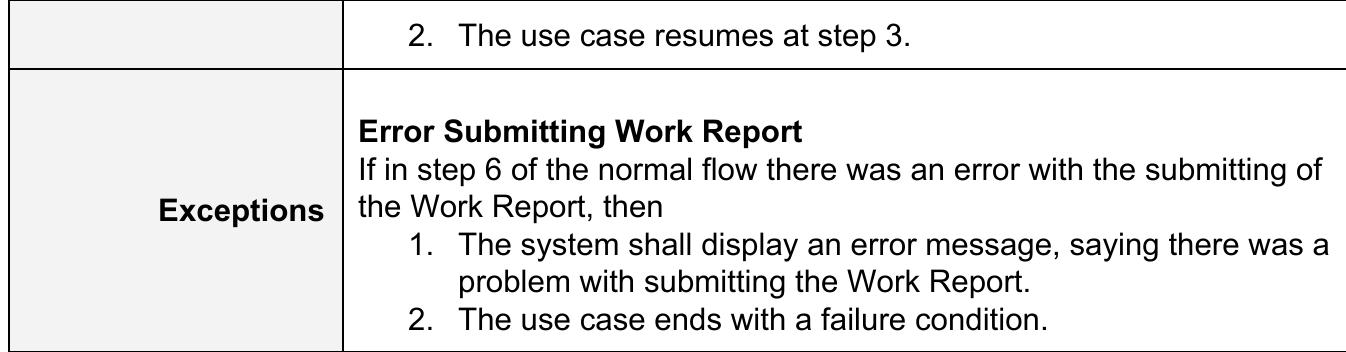 2. The use case resumes at step 3.
Exceptions
Error Submitting Work Report
If in step 6 of the normal flow there was an error with the submitting of
the Work Report, then
1. The system shall display an error message, saying there was a
problem with submitting the Work Report.
2. The use case ends with a failure condition.